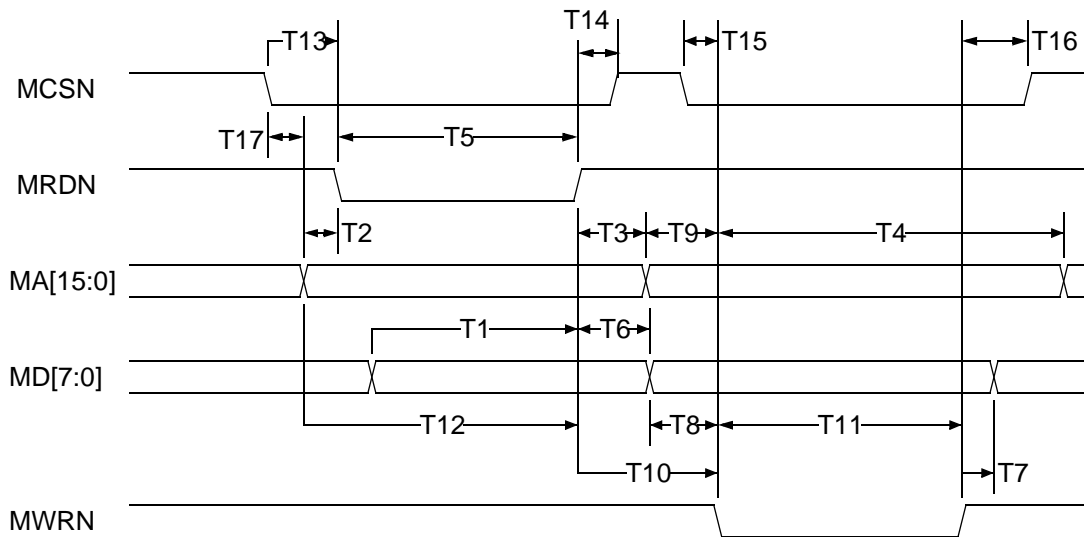 T14
T13
T15
T16
MCSN
T17
T5
MRDN
T2
T3
T9
T4
MA[15:0]
T1
T6
MD[7:0]
T12
T8
T11
T10
T7
MWRN